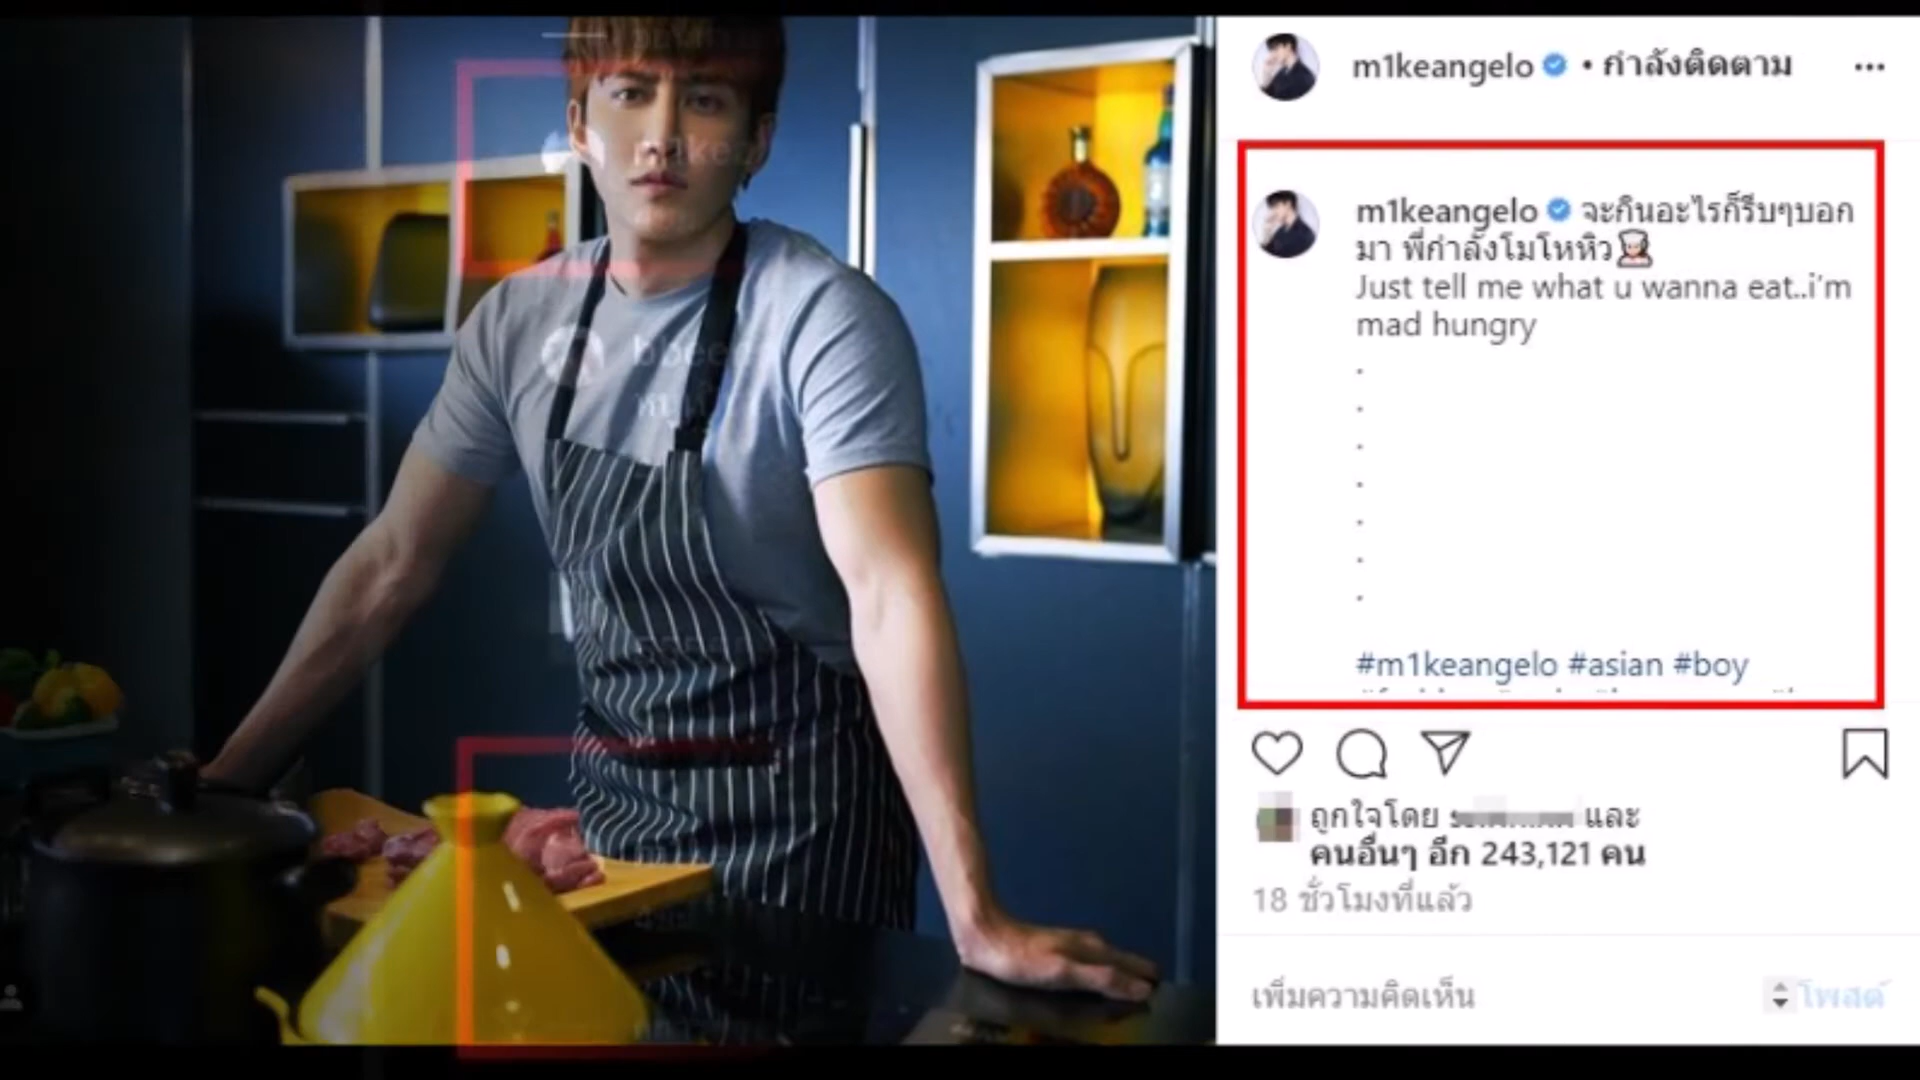 m1keangelo • กำลังติดตาม
m1keangelo จะกินอะไรก็รีบๆบอก
มา พี่กำลังโมโหหิว
Just tell me what u wanna eat..i'm
mad hungry
.
.
.
.
.
.
.
#m1keangelo #asian #boy
ถูกใจโดย และ
คนอื่นๆ อีก 243,121 คน
18 ชั่วโมงที่แล้ว
เพิ่มความคิดเห็น
โพสต์